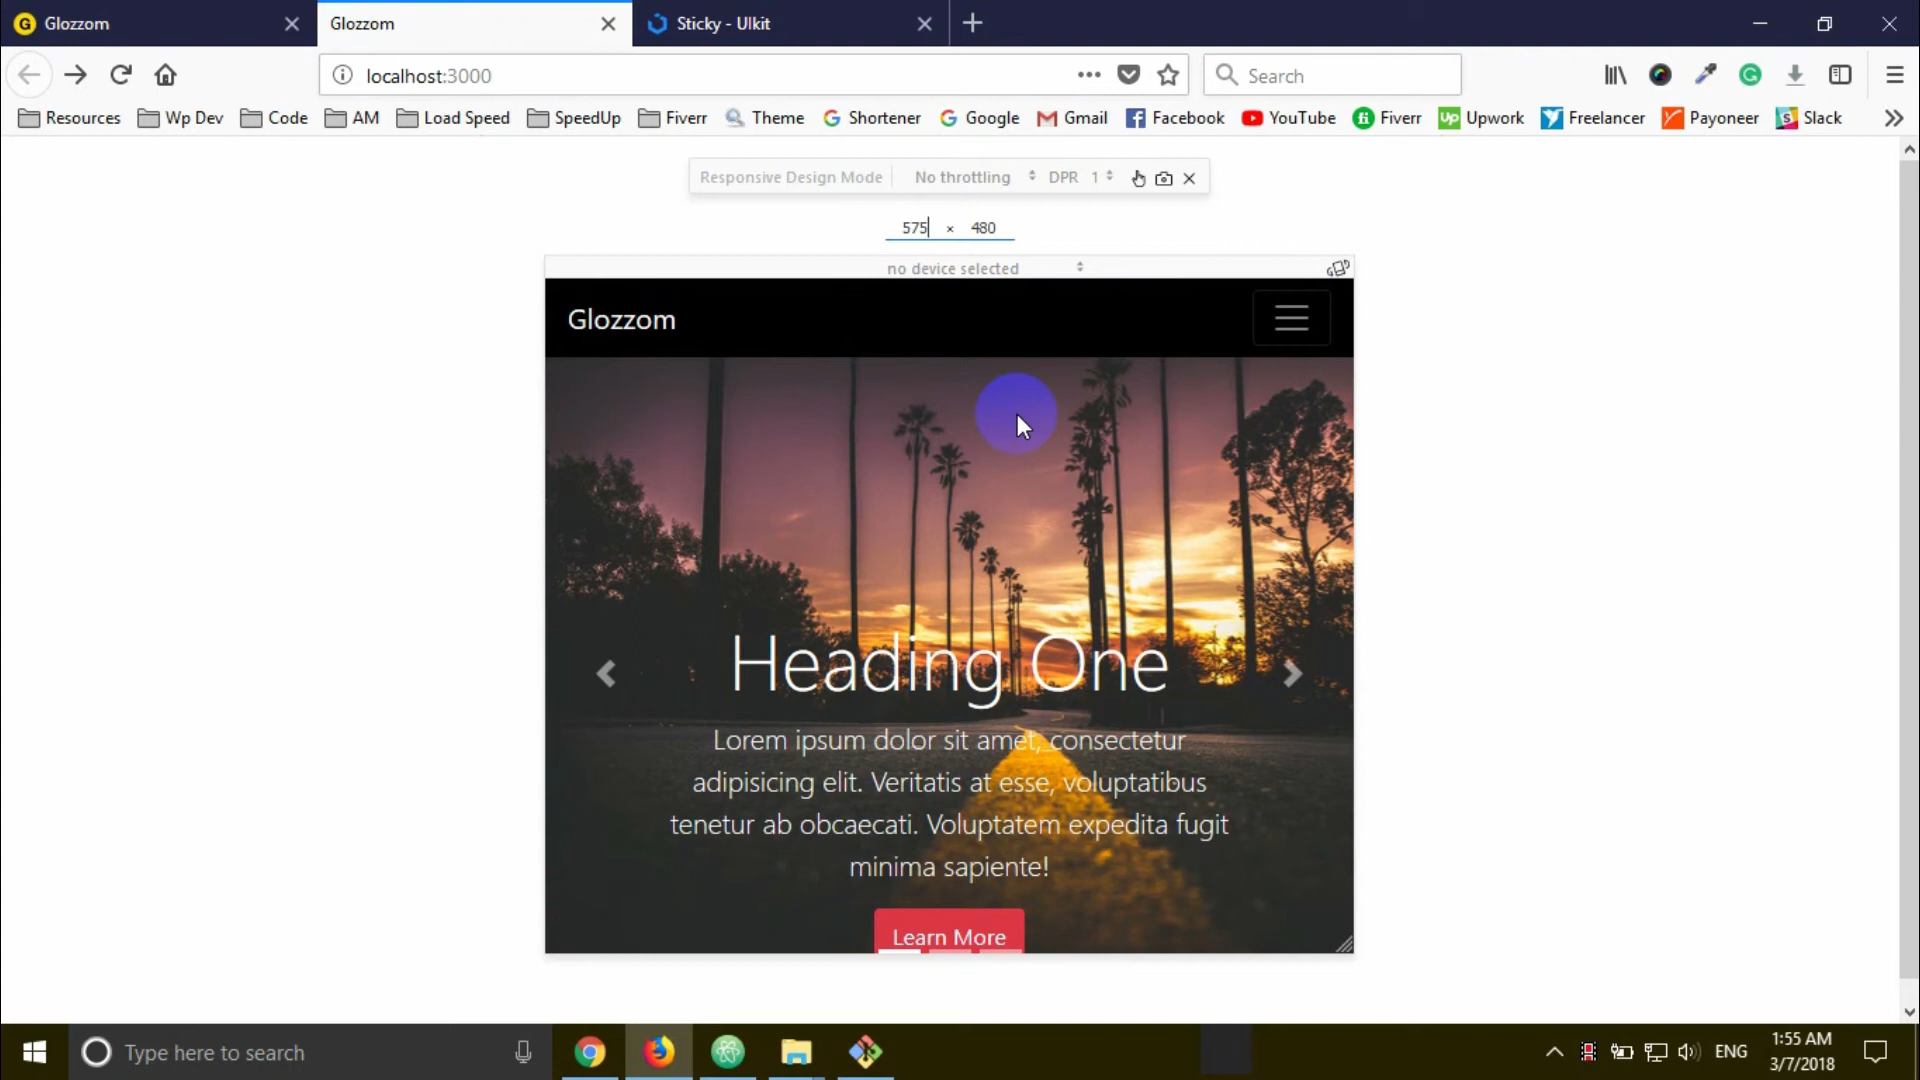 Glozzom
Glozzom
Sticky - UIkit
localhost:3000
Search
Resources Wp Dev Code AM Load Speed SpeedUp Fiverr Theme Shortener Google Gmail Facebook YouTube Fiverr Upwork Freelancer Payoneer Slack
Responsive Design Mode No throttling DPR 1
575 × 480
no device selected
Glozzom
Heading One
Lorem ipsum dolor sit amet, consectetur
adipisicing elit. Veritatis at esse, voluptatibus
tenetur ab obcaecati. Voluptatem expedita fugit
minima sapiente!
Learn More
Type here to search
ENG
1:55 AM
3/7/2018